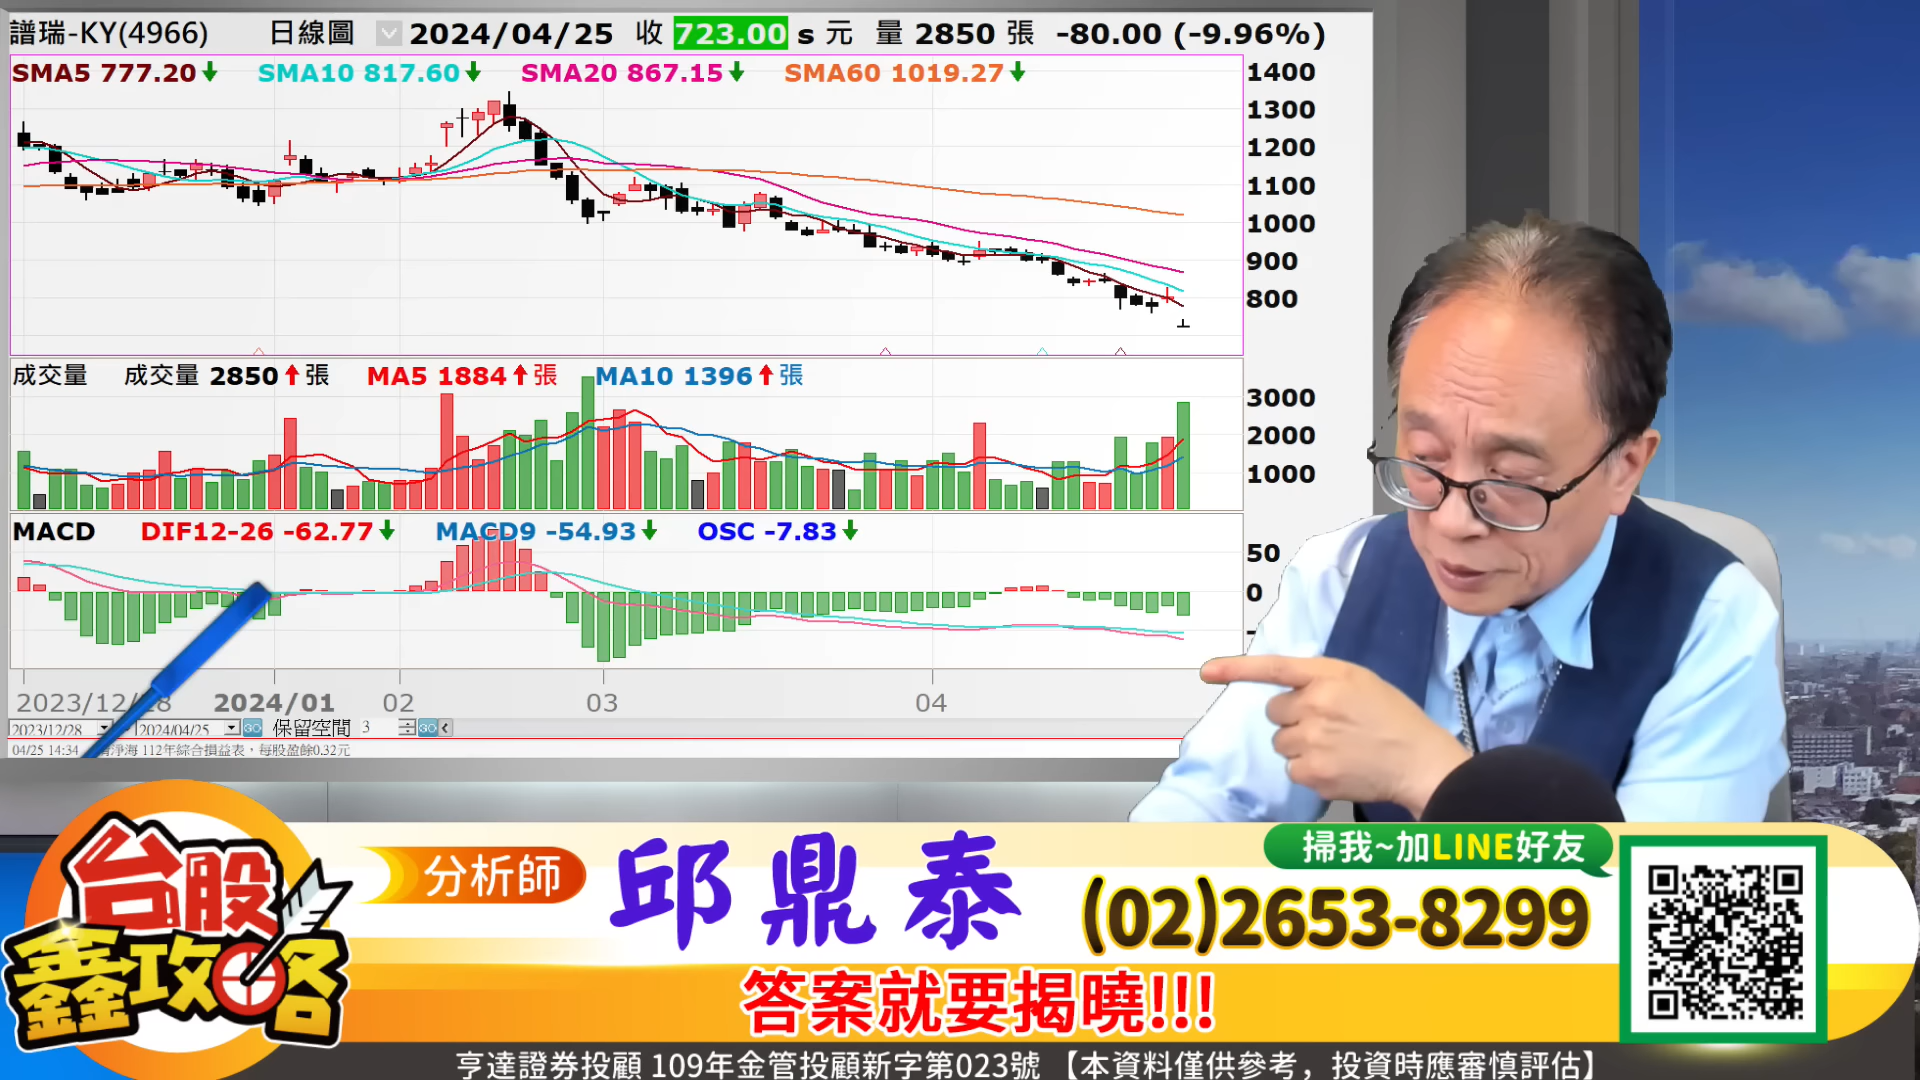 譜瑞-KY(4966) 日線圖 2024/04/25 收 723.00 s 元 量 2850 張 -80.00 (-9.96%)
SMA5 777.20 SMA10 817.60 SMA20 867.15 SMA60 1019.27
1400
1300
1200
1100
1000
900
800
成交量 成交量 2850 張 MA5 1884 張 MA10 1396 張
3000
2000
1000
MACD DIF12-26 -62.77 MACD9 -54.93 OSC -7.83
50
0
2023/12/28 2024/01 02 03 04
2023/12/28 2024/04/25 GO 保留空間 3 GO
04/25 14:34 淨海 112年綜合損益表，每股盈餘0.32元
台股
鑫攻略
分析師 邱鼎泰
掃我~加LINE好友
(02)2653-8299
答案就要揭曉!!!
亨達證券投顧 109年金管投顧新字第023號 【本資料僅供參考，投資時應審慎評估】